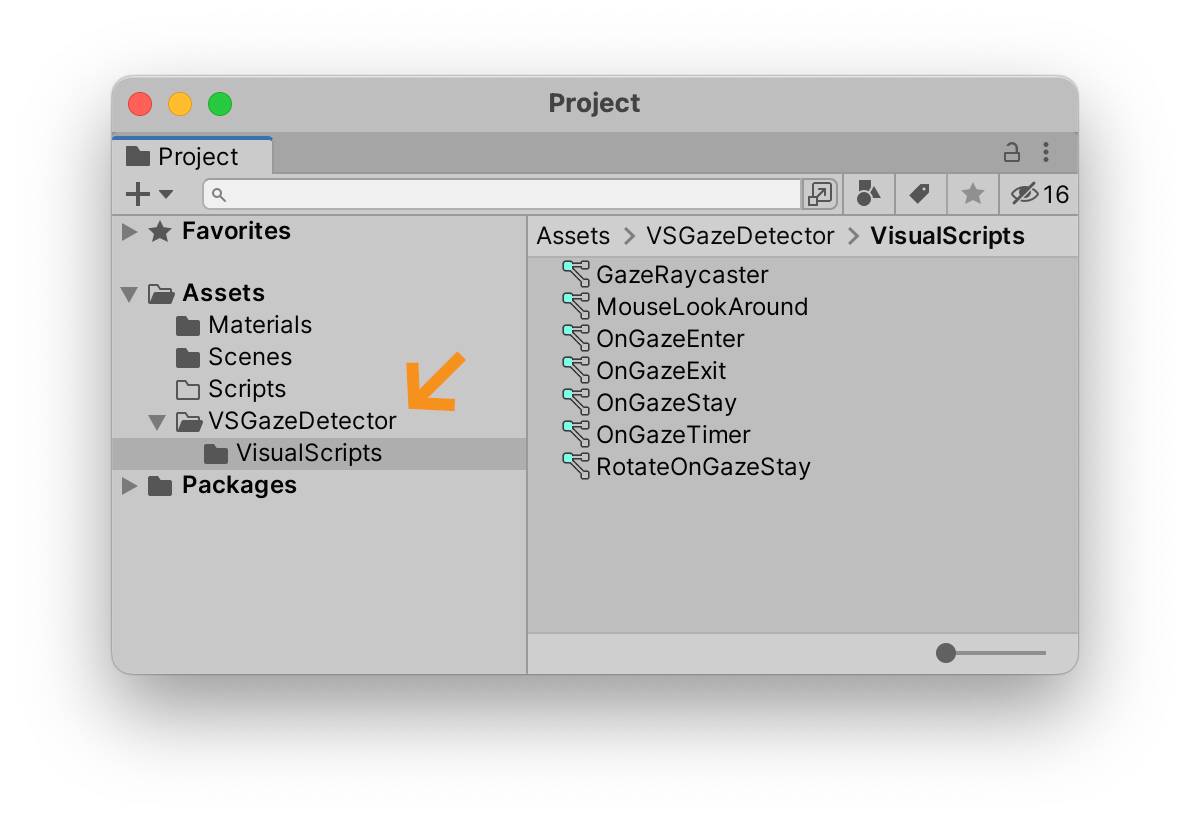 Project
Project
16
Favorites
Assets
Materials
Scenes
Scripts
VSGazeDetector
VisualScripts
Packages
Assets > VSGazeDetector > VisualScripts
GazeRaycaster
MouseLookAround
OnGazeEnter
OnGazeExit
OnGazeStay
OnGazeTimer
RotateOnGazeStay